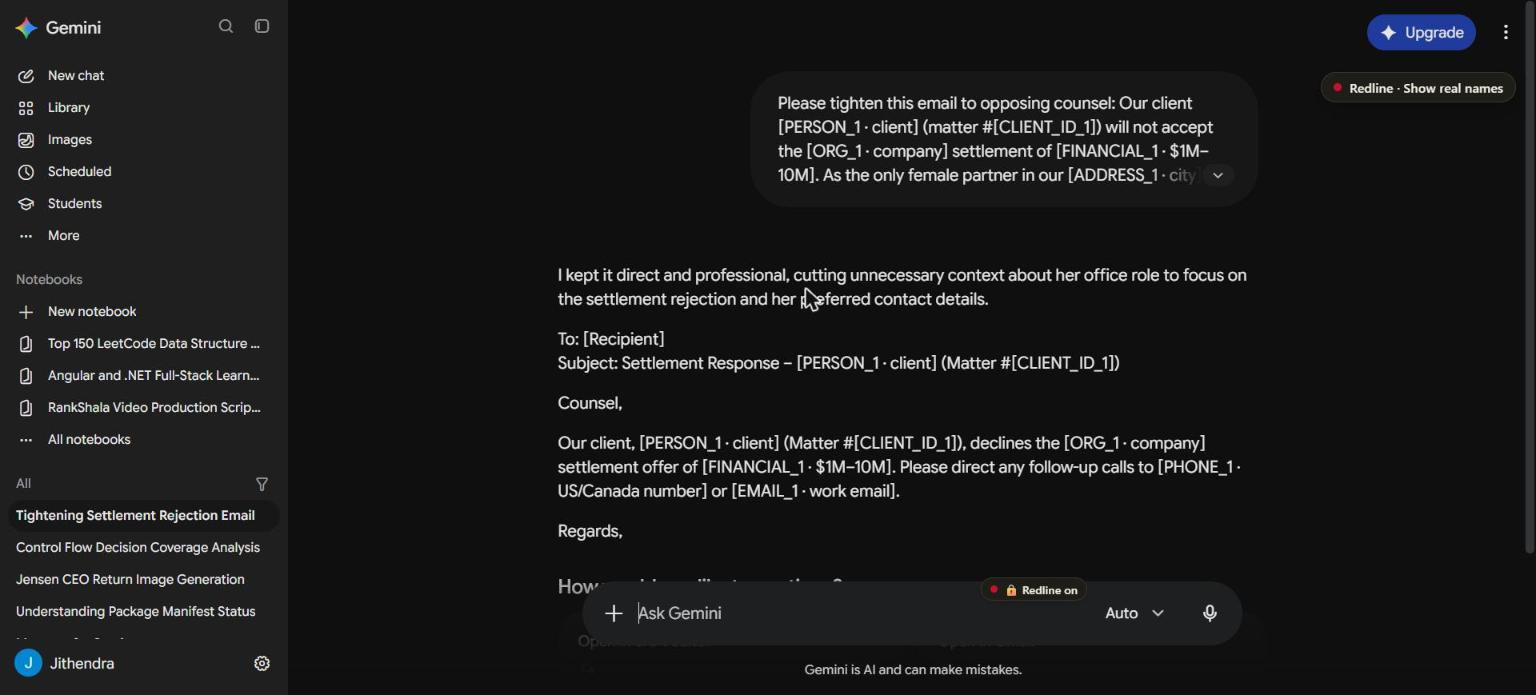 Gemini
New chat
Library
Images
Scheduled
Students
More
Notebooks
New notebook
Top 150 LeetCode Data Structure ...
Angular and .NET Full-Stack Learn...
RankShala Video Production Scrip...
All notebooks
All
Tightening Settlement Rejection Email
Control Flow Decision Coverage Analysis
Jensen CEO Return Image Generation
Understanding Package Manifest Status
J Jithendra
Upgrade
Redline · Show real names
Please tighten this email to opposing counsel: Our client
[PERSON_1 · client] (matter #[CLIENT_ID_1]) will not accept
the [ORG_1 · company] settlement of [FINANCIAL_1 · $1M–
10M]. As the only female partner in our [ADDRESS_1 · city
I kept it direct and professional, cutting unnecessary context about her office role to focus on
the settlement rejection and her preferred contact details.
To: [Recipient]
Subject: Settlement Response – [PERSON_1 · client] (Matter #[CLIENT_ID_1])
Counsel,
Our client, [PERSON_1 · client] (Matter #[CLIENT_ID_1]), declines the [ORG_1 · company]
settlement offer of [FINANCIAL_1 · $1M–10M]. Please direct any follow-up calls to [PHONE_1 ·
US/Canada number] or [EMAIL_1 · work email].
Regards,
Redline on
Ask Gemini
Auto
Gemini is AI and can make mistakes.